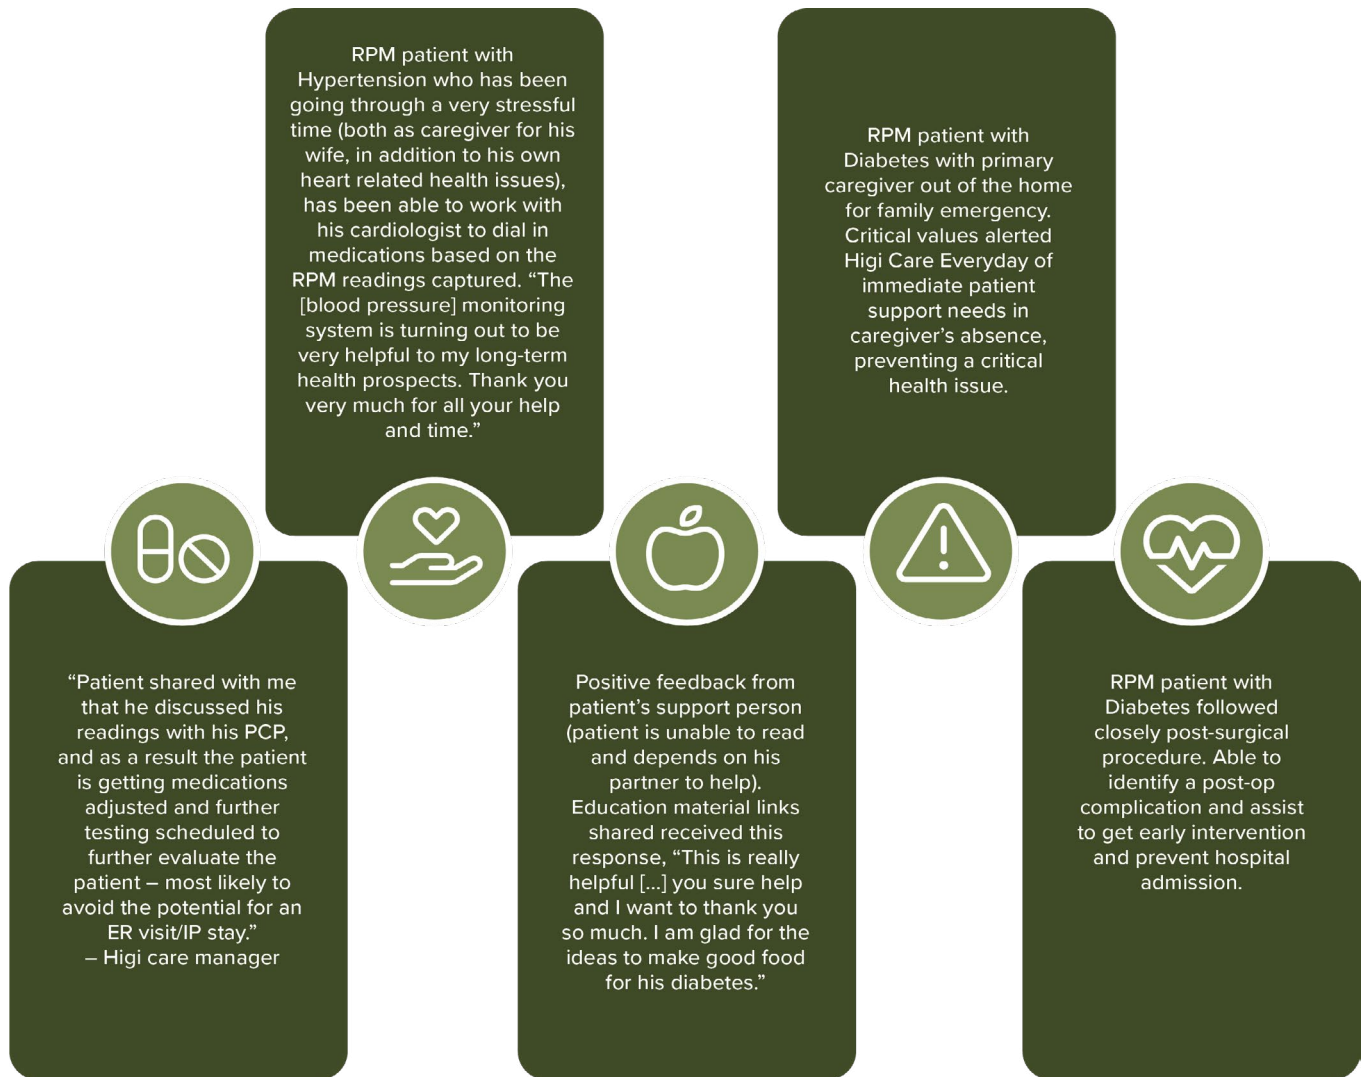 “Patient shared with me
that he discussed his
readings with his PCP,
and as a result the patient
is getting medications
adjusted and further
testing scheduled to
further evaluate the
patient – most likely to
avoid the potential for an
ER visit/IP stay.”
– Higi care manager
RPM patient with
Hypertension who has been
going through a very stressful
time (both as caregiver for his
wife, in addition to his own
heart related health issues),
has been able to work with
his cardiologist to dial in
medications based on the
RPM readings captured. “The
[blood pressure] monitoring
system is turning out to be
very helpful to my long-term
health prospects. Thank you
very much for all your help
and time.”
Positive feedback from
patient’s support person
(patient is unable to read
and depends on his
partner to help).
Education material links
shared received this
response, “This is really
helpful [...] you sure help
and I want to thank you
so much. I am glad for the
ideas to make good food
for his diabetes.”
RPM patient with
Diabetes with primary
caregiver out of the home
for family emergency.
Critical values alerted
Higi Care Everyday of
immediate patient
support needs in
caregiver’s absence,
preventing a critical
health issue.
RPM patient with
Diabetes followed
closely post-surgical
procedure. Able to
identify a post-op
complication and assist
to get early intervention
and prevent hospital
admission.